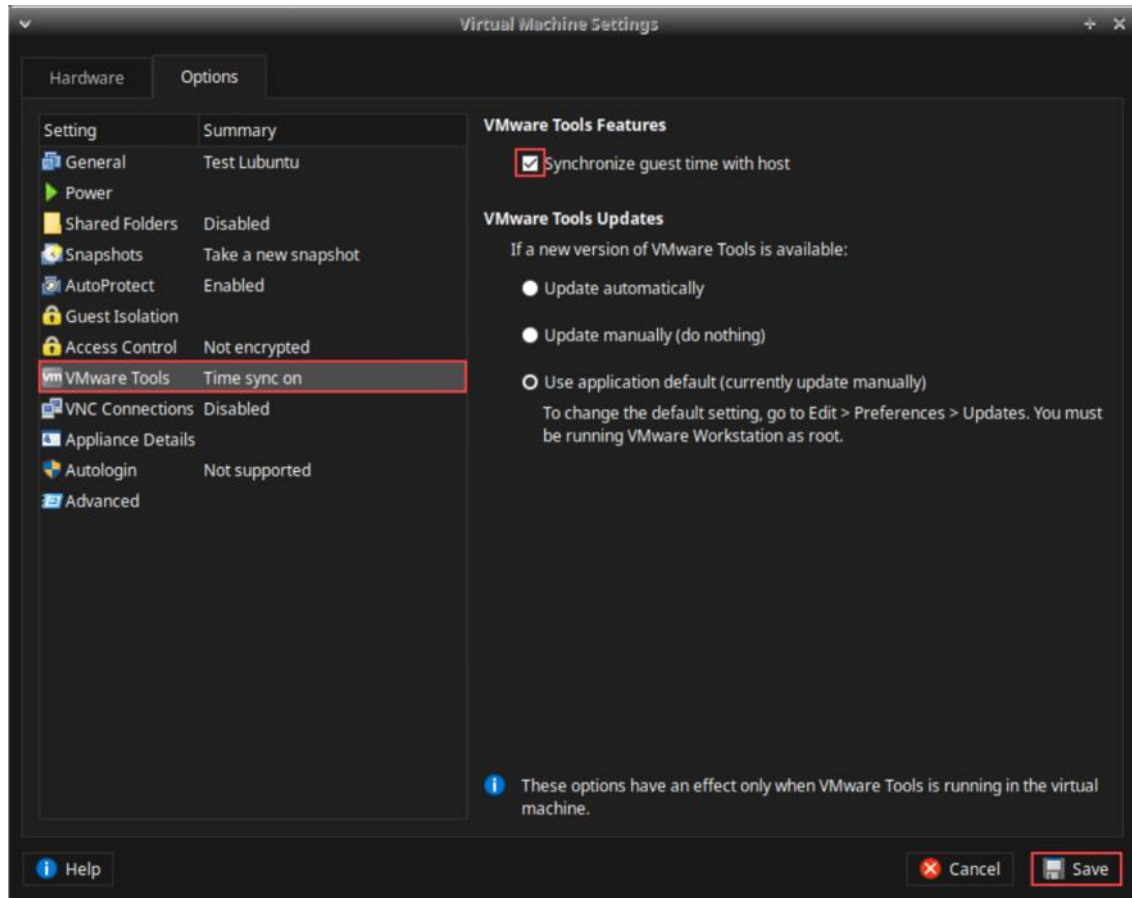 Virtual Machine Settings
Hardware
Options
Setting Summary
General Test Lubuntu
Power
Shared Folders Disabled
Snapshots Take a new snapshot
AutoProtect Enabled
Guest Isolation
Access Control Not encrypted
vm VMware Tools Time sync on
VNC Connections Disabled
Appliance Details
Autologin Not supported
Advanced
VMware Tools Features
Synchronize guest time with host
VMware Tools Updates
If a new version of VMware Tools is available:
Update automatically
Update manually (do nothing)
Use application default (currently update manually)
To change the default setting, go to Edit > Preferences > Updates. You must
be running VMware Workstation as root.
These options have an effect only when VMware Tools is running in the virtual
machine.
Help
Cancel
Save